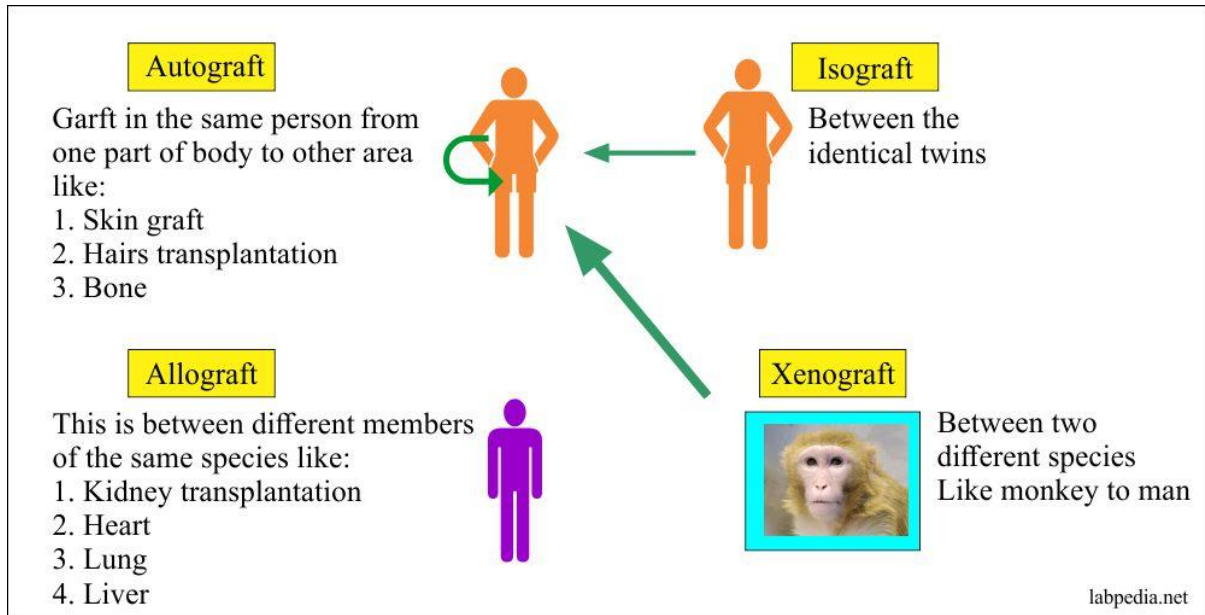 Autograft
Garft in the same person from
one part of body to other area
like:
1. Skin graft
2. Hairs transplantation
3. Bone
Isograft
Between the
identical twins
Allograft
This is between different members
of the same species like:
1. Kidney transplantation
2. Heart
3. Lung
4. Liver
Xenograft
Between two
different species
Like monkey to man
labpedia.net